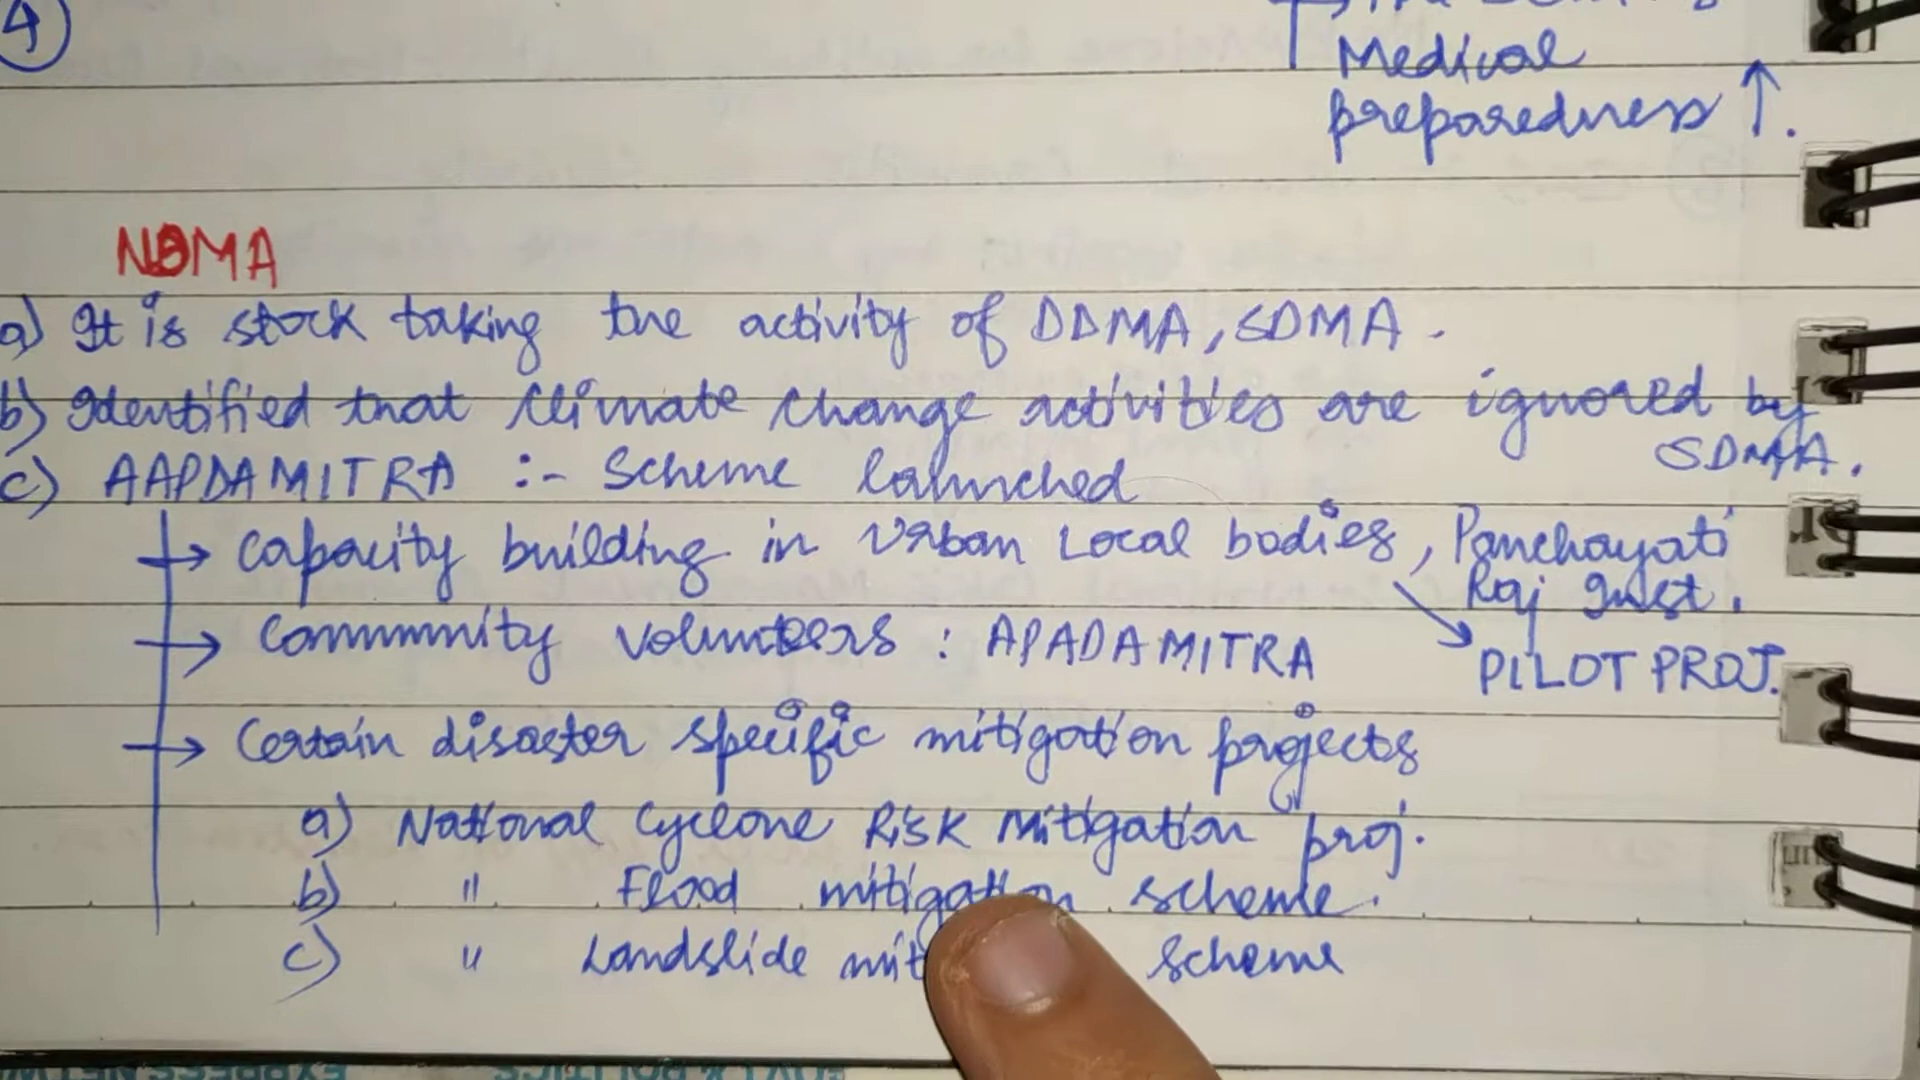 4
Medical
preparedness ↑.
NDMA
a) It is stock taking the activity of DDMA, SDMA.
b) Identified that climate change activities are ignored by
SDMA.
c) AAPDAMITRA :- Scheme launched
→ Capacity building in Urban Local bodies, Panchayati
Raj Inst.
→ Community volunteers : APADAMITRA
PILOT PROJ.
→ Certain disaster specific mitigation projects
a) National Cyclone Risk Mitigation proj.
b) " Flood mitigation scheme.
c) " Landslide mit scheme